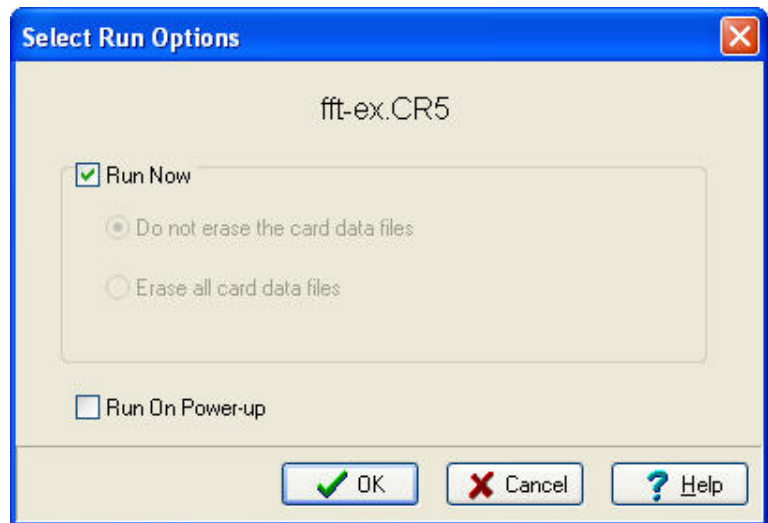 Select Run Options
fft-ex.CR5
Run Now
Do not erase the card data files
Erase all card data files
Run On Power-up
OK
Cancel
Help